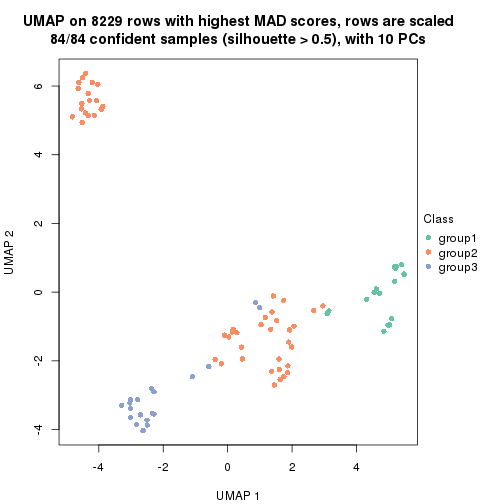 UMAP on 8229 rows with highest MAD scores, rows are scaled
84/84 confident samples (silhouette > 0.5), with 10 PCs
6
4
2
0
-2
-4
UMAP 2
-4
-2
0
2
4
UMAP 1
Class
group1
group2
group3